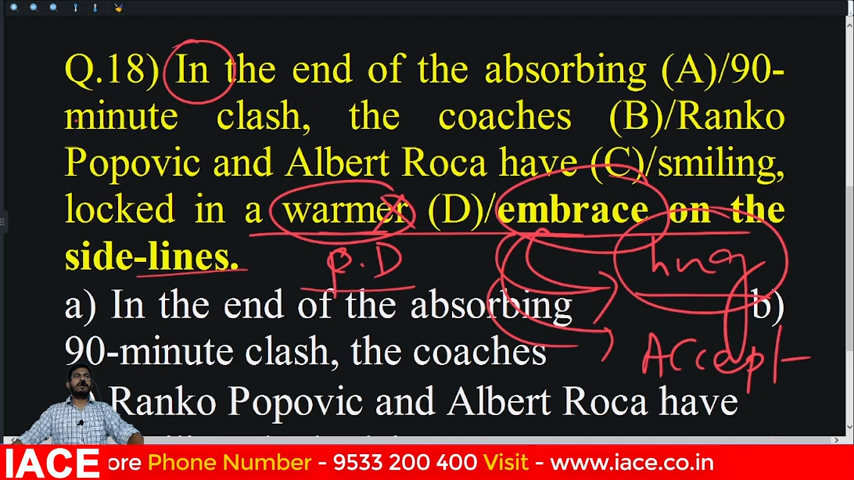 Q.18) In the end of the absorbing (A)/90-
minute clash, the coaches (B)/Ranko
Popovic and Albert Roca have (C)/smiling,
locked in a warmer (D)/embrace on the
side-lines.
P.D
hug
Accept
a) In the end of the absorbing b)
90-minute clash, the coaches
Ranko Popovic and Albert Roca have
IACE ore Phone Number - 9533 200 400 Visit - www.iace.co.in